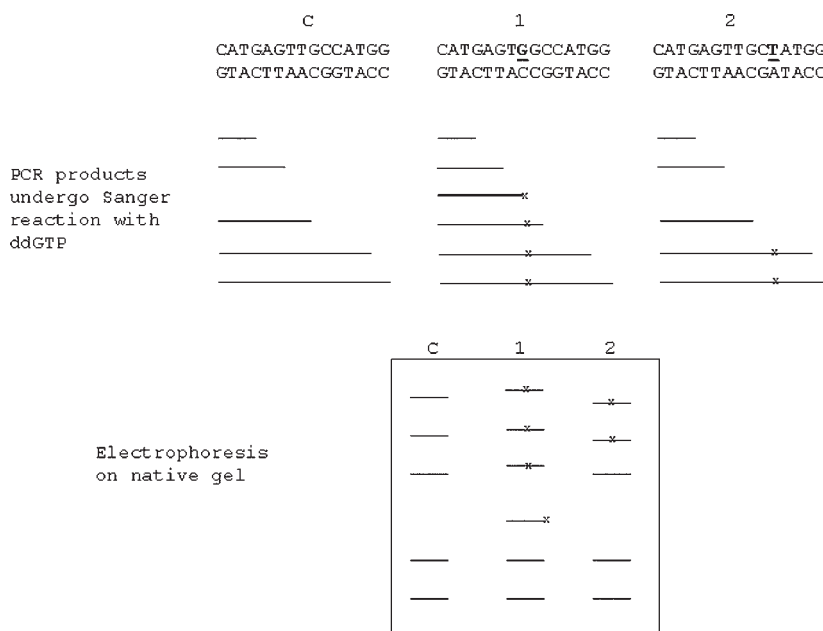 C 1 2
CATGAGTTGCCATGG CATGAGTGGCCATGG CATGAGTTGCTATGG
GTACTTAACGGTACC GTACTTACCGGTACC GTACTTAACGATACC
PCR products
undergo Sanger
reaction with
ddGTP
x
x
x x
x x
C 1 2
x
x
x
x
x
x
Electrophoresis
on native gel